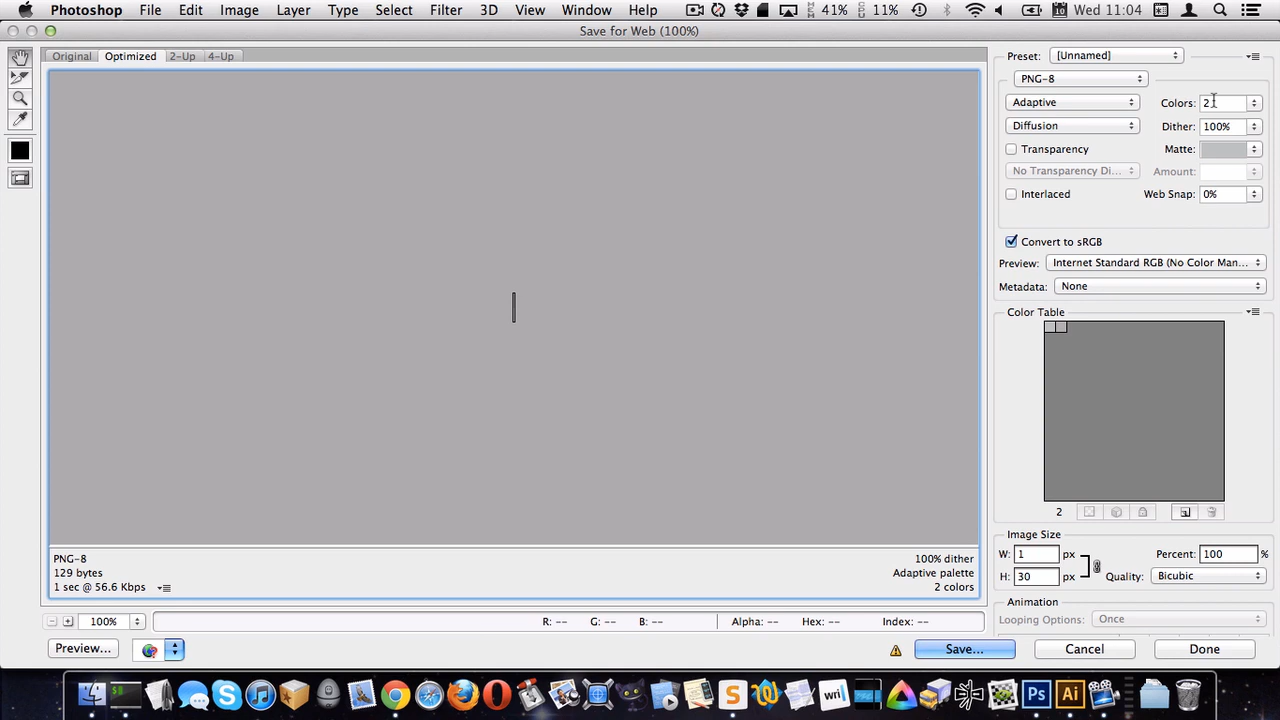 Photoshop File Edit Image Layer Type Select Filter 3D View Window Help 41% 11% Wed 11:04
Save for Web (100%)
Original Optimized 2-Up 4-Up
Preset: [Unnamed]
PNG-8
Adaptive Colors: 2
Diffusion Dither: 100%
Transparency Matte:
No Transparency Di... Amount:
Interlaced Web Snap: 0%
Convert to sRGB
Preview: Internet Standard RGB (No Color Man...
Metadata: None
Color Table
2
Image Size
W: 1 px Percent: 100 %
H: 30 px Quality: Bicubic
Animation
Looping Options: Once
PNG-8 100% dither
129 bytes Adaptive palette
1 sec @ 56.6 Kbps 2 colors
100% R: -- G: -- B: -- Alpha: -- Hex: -- Index: --
Preview... Save... Cancel Done
wri Ps Ai